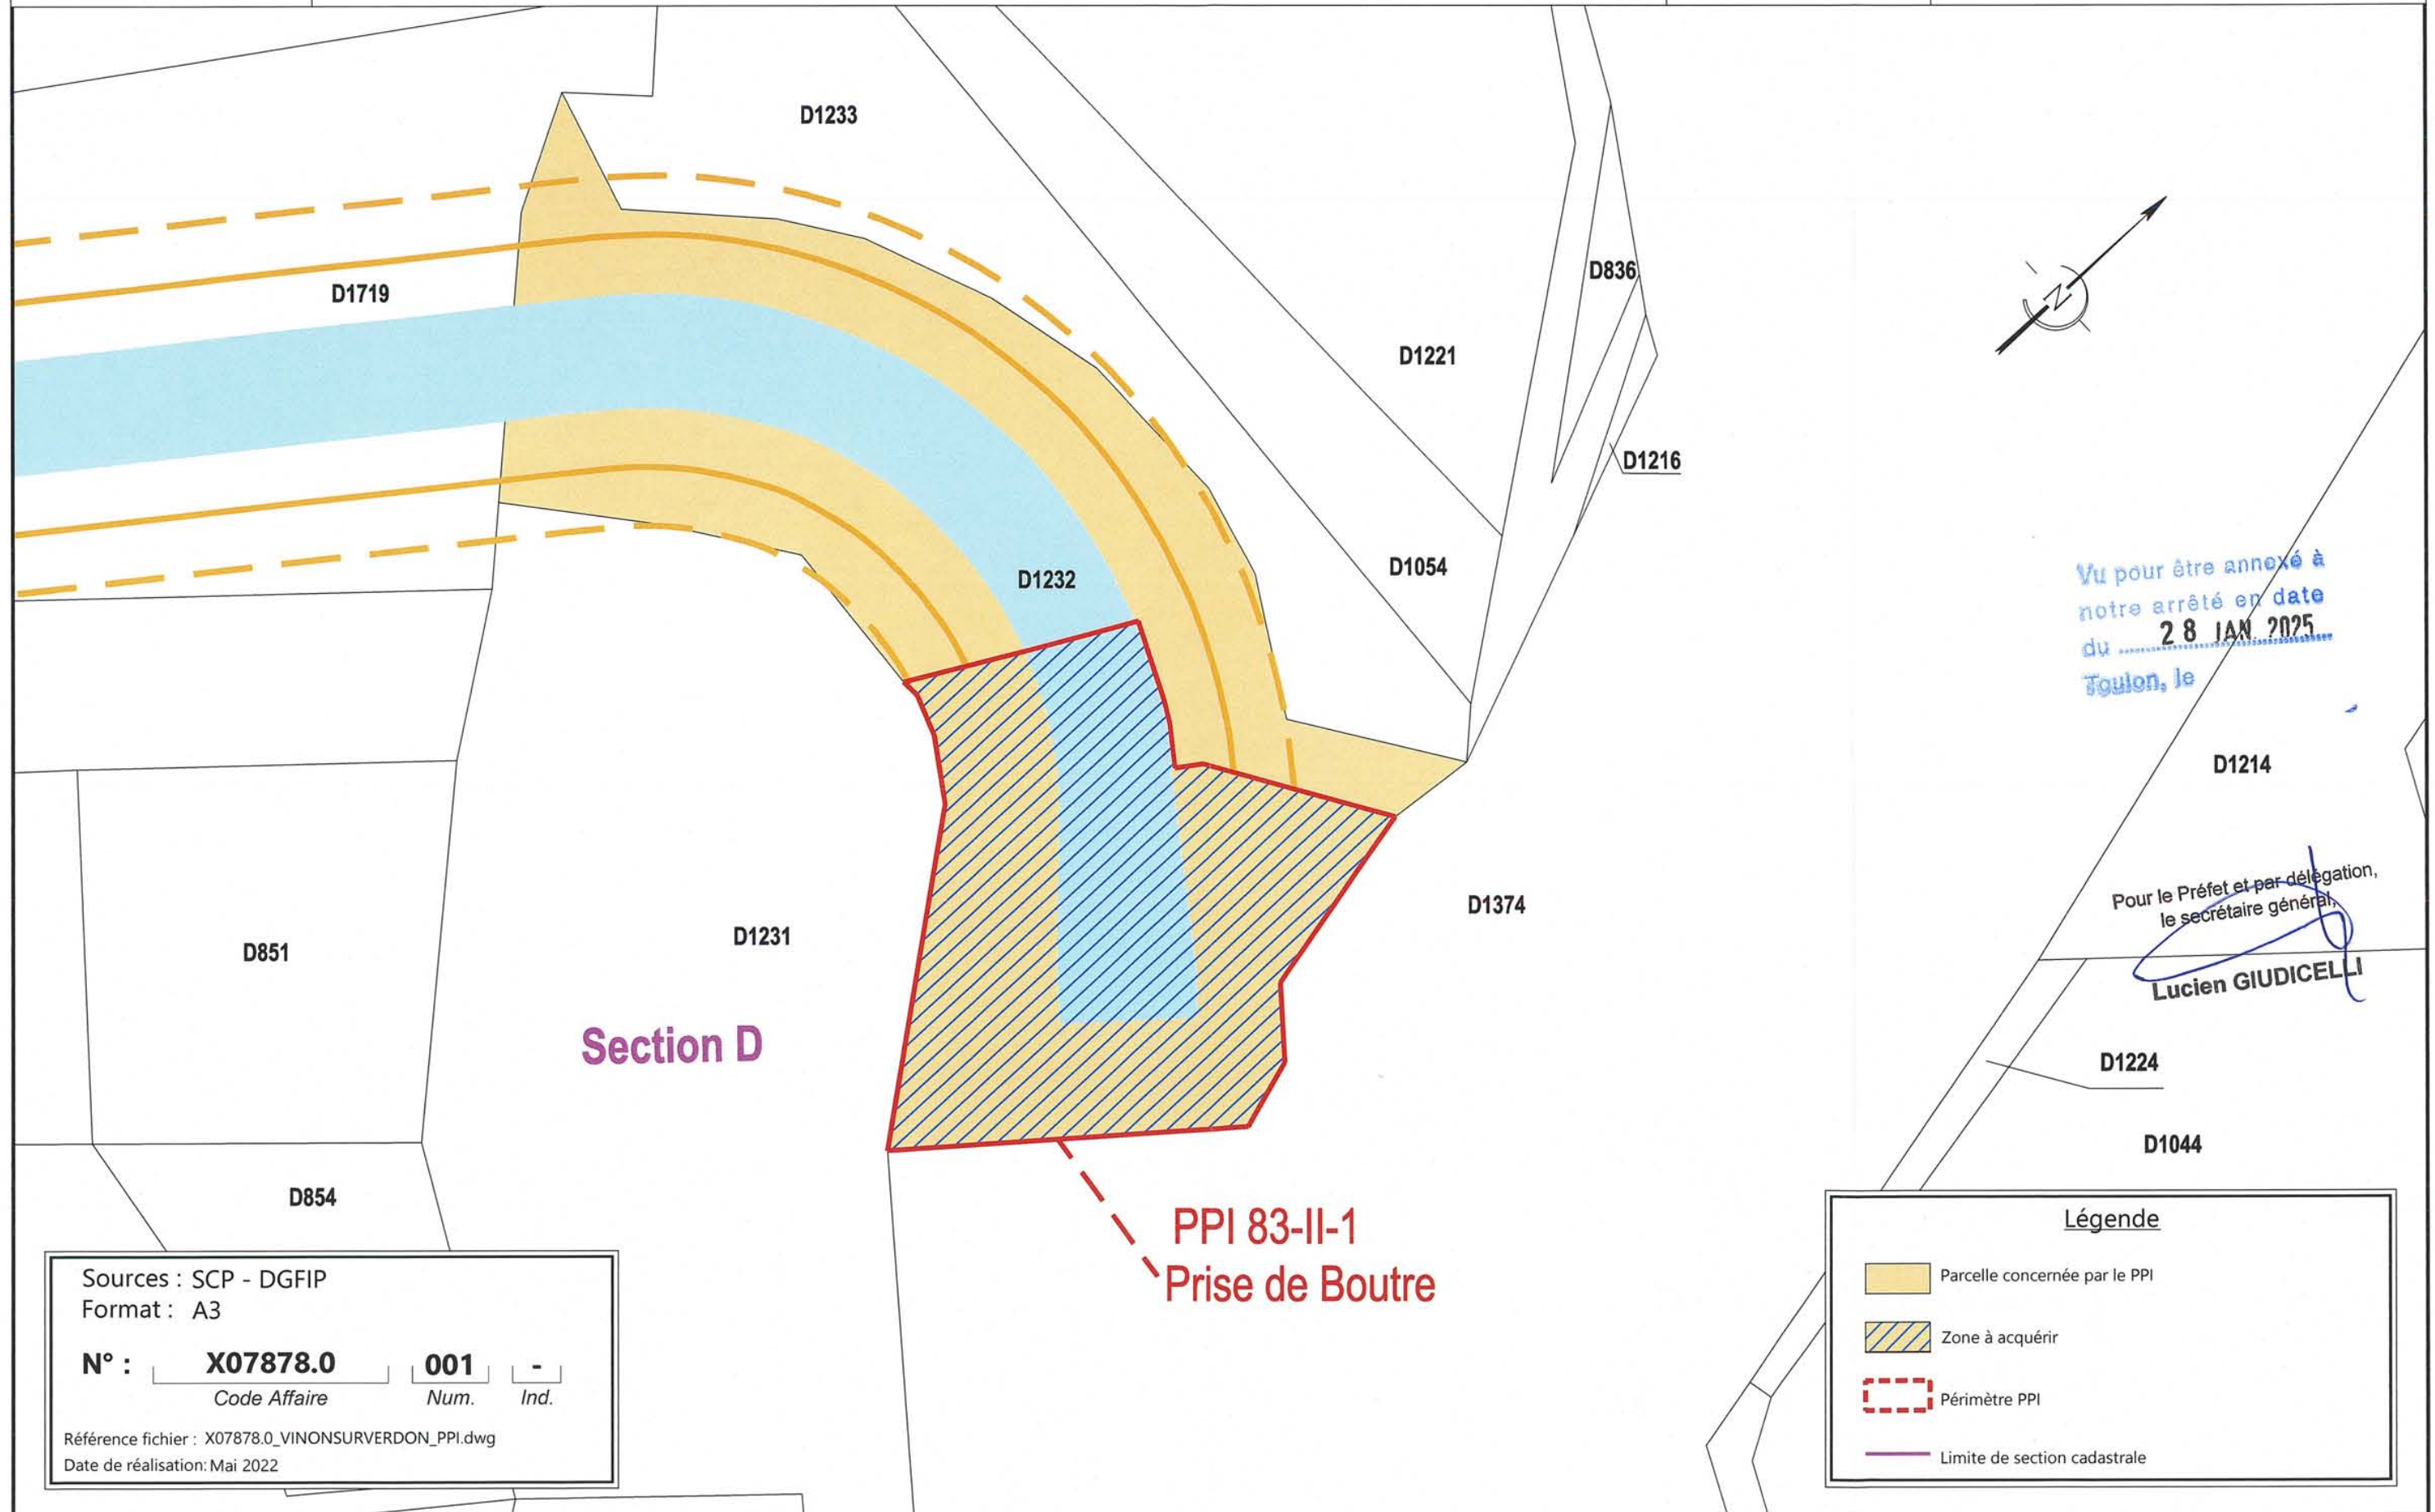 D1233
D1719
D836
D1221
D1216
D1054
D1232
Vu pour être annexé à
notre arrêté en date
du 28 JAN. 2025
Toulon, le
D1214
Pour le Préfet et par délégation,
le secrétaire général,
Lucien GIUDICELLI
D1374
D1231
D851
Section D
D1224
D1044
D854
PPI 83-II-1
Prise de Boutre
Sources : SCP - DGFIP
Format : A3
N° : X07878.0 001 -
Code Affaire Num. Ind.
Référence fichier : X07878.0_VINONSURVERDON_PPI.dwg
Date de réalisation: Mai 2022
Légende
Parcelle concernée par le PPI
Zone à acquérir
Périmètre PPI
Limite de section cadastrale
N